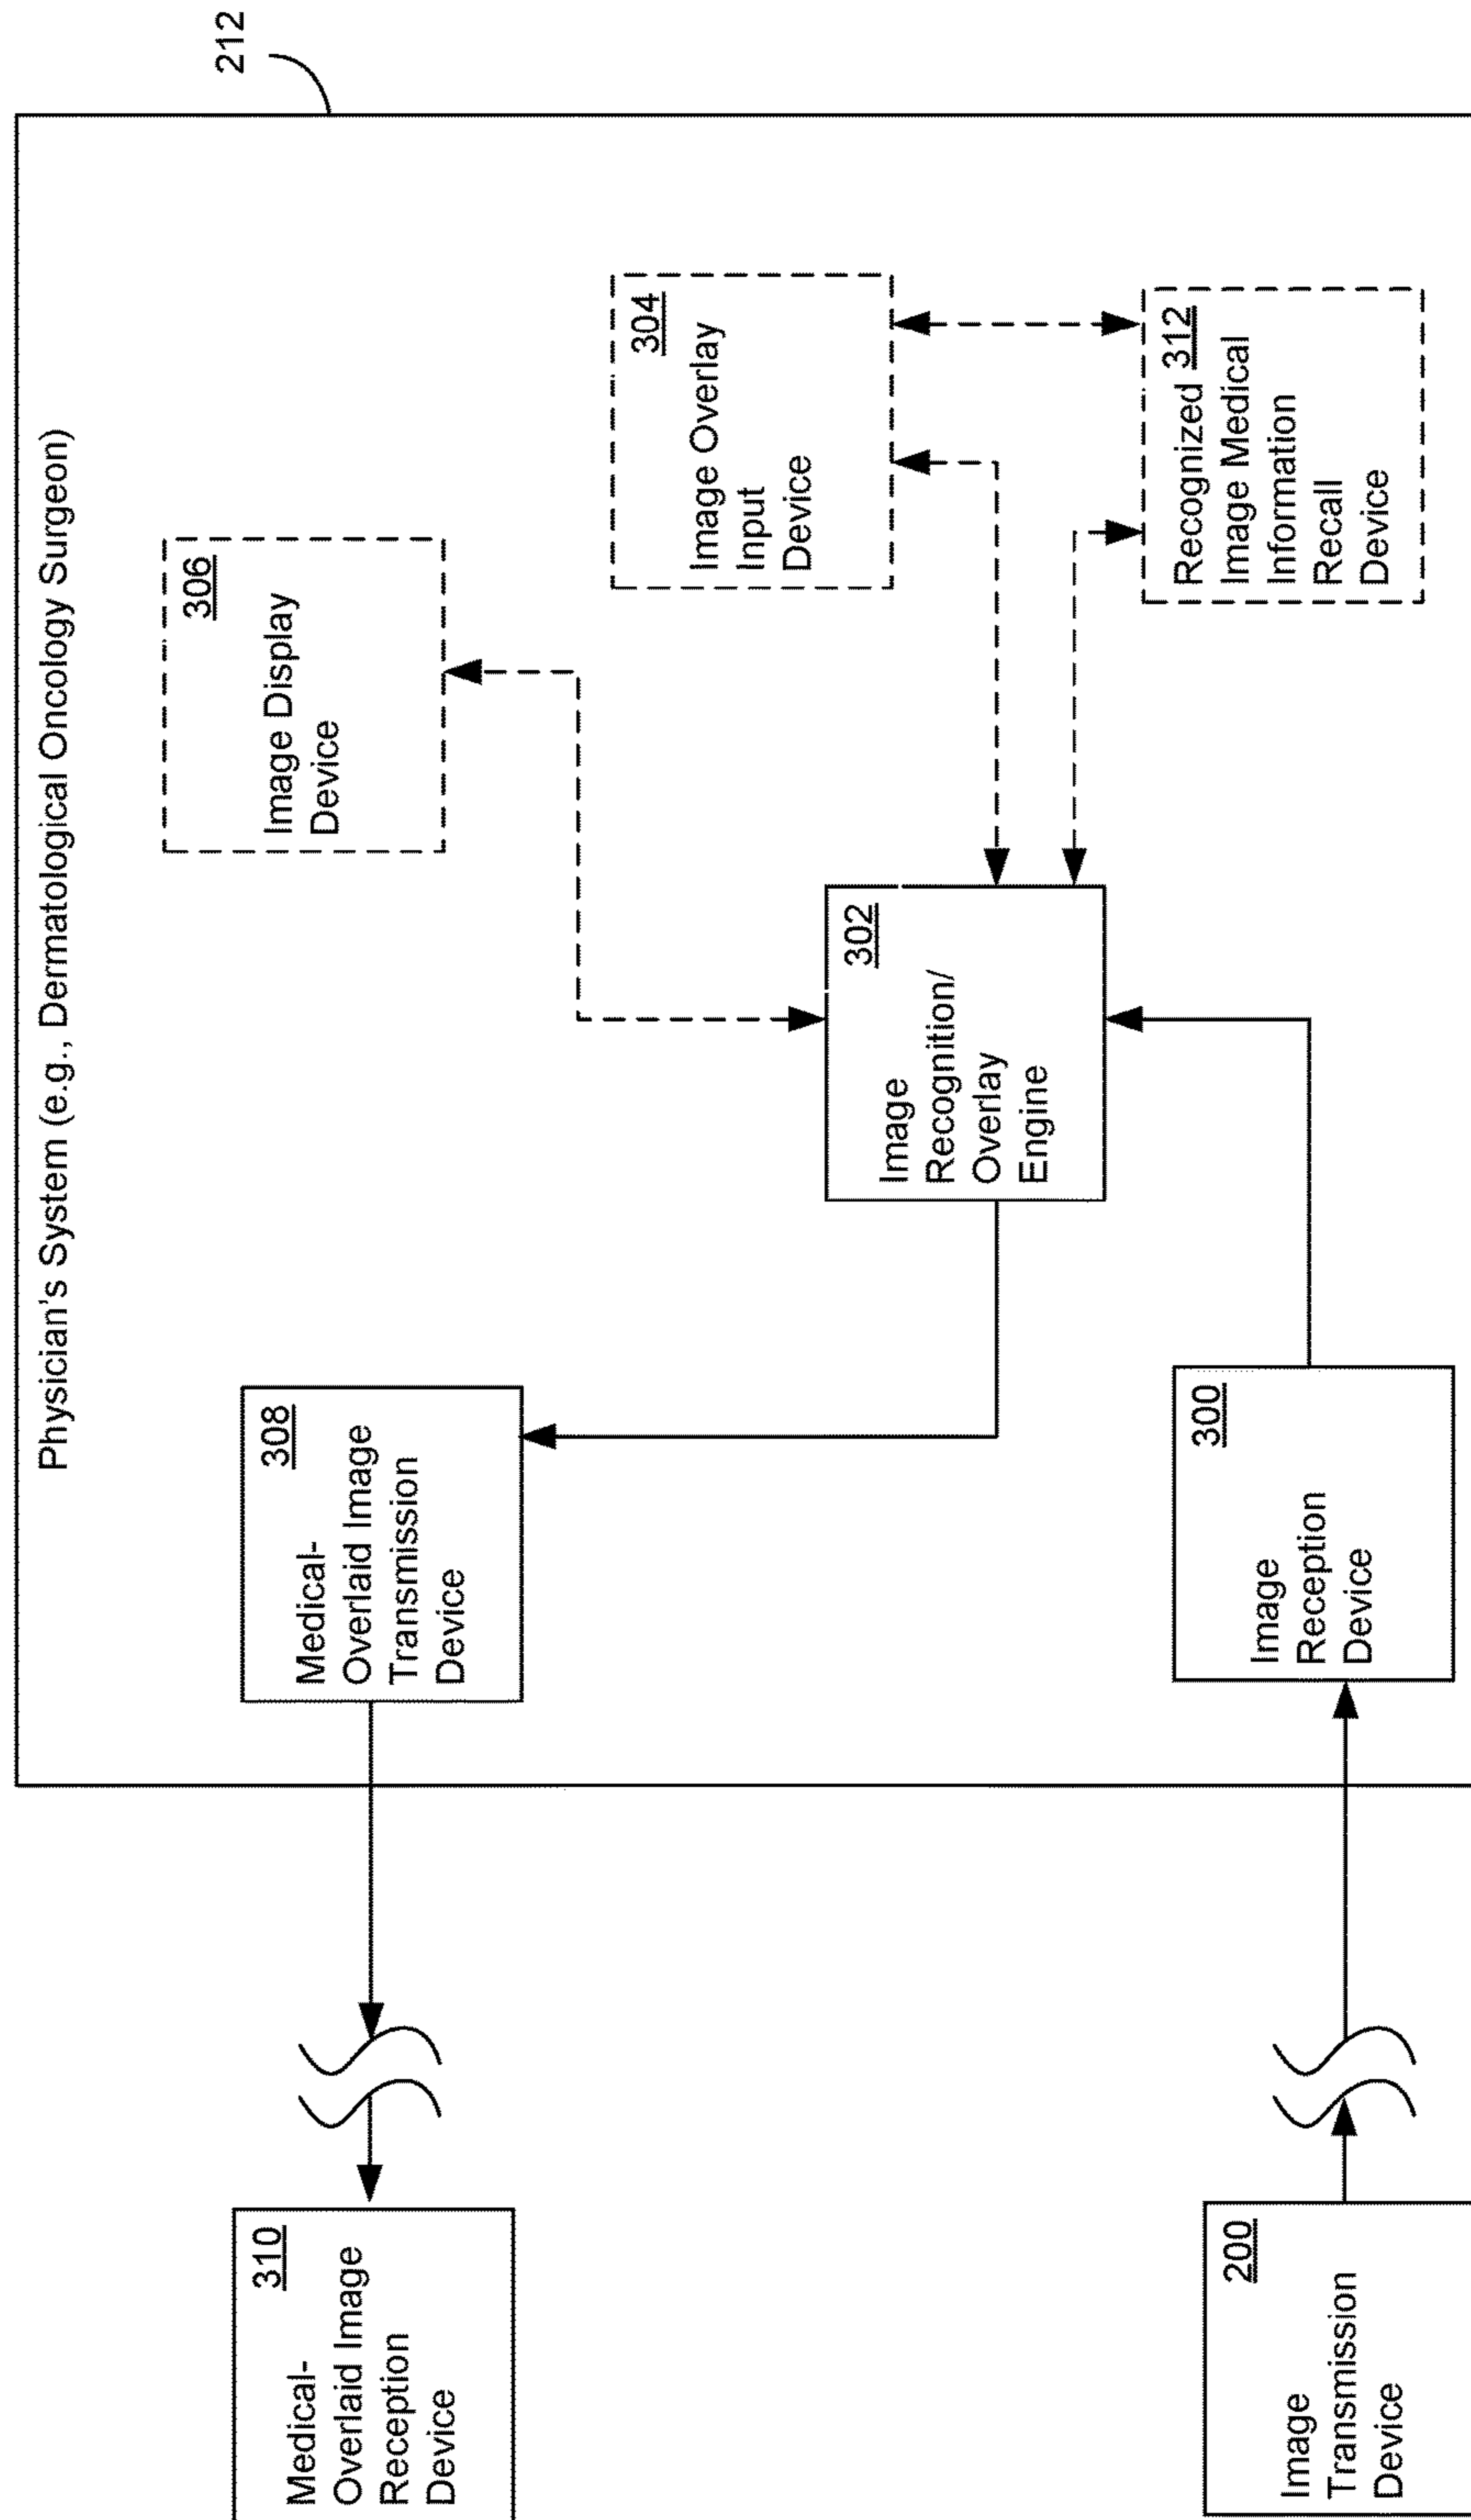 212
Physician's System (e.g., Dermatological Oncology Surgeon)
310
Medical-
Overlaid Image
Reception
Device
308
Medical-
Overlaid Image
Transmission
Device
306
Image Display
Device
304
Image Overlay
Input
Device
302
Image
Recognition/
Overlay
Engine
200
Image
Transmission
Device
300
Image
Reception
Device
Recognized 312
Image Medical
Information
Recall
Device